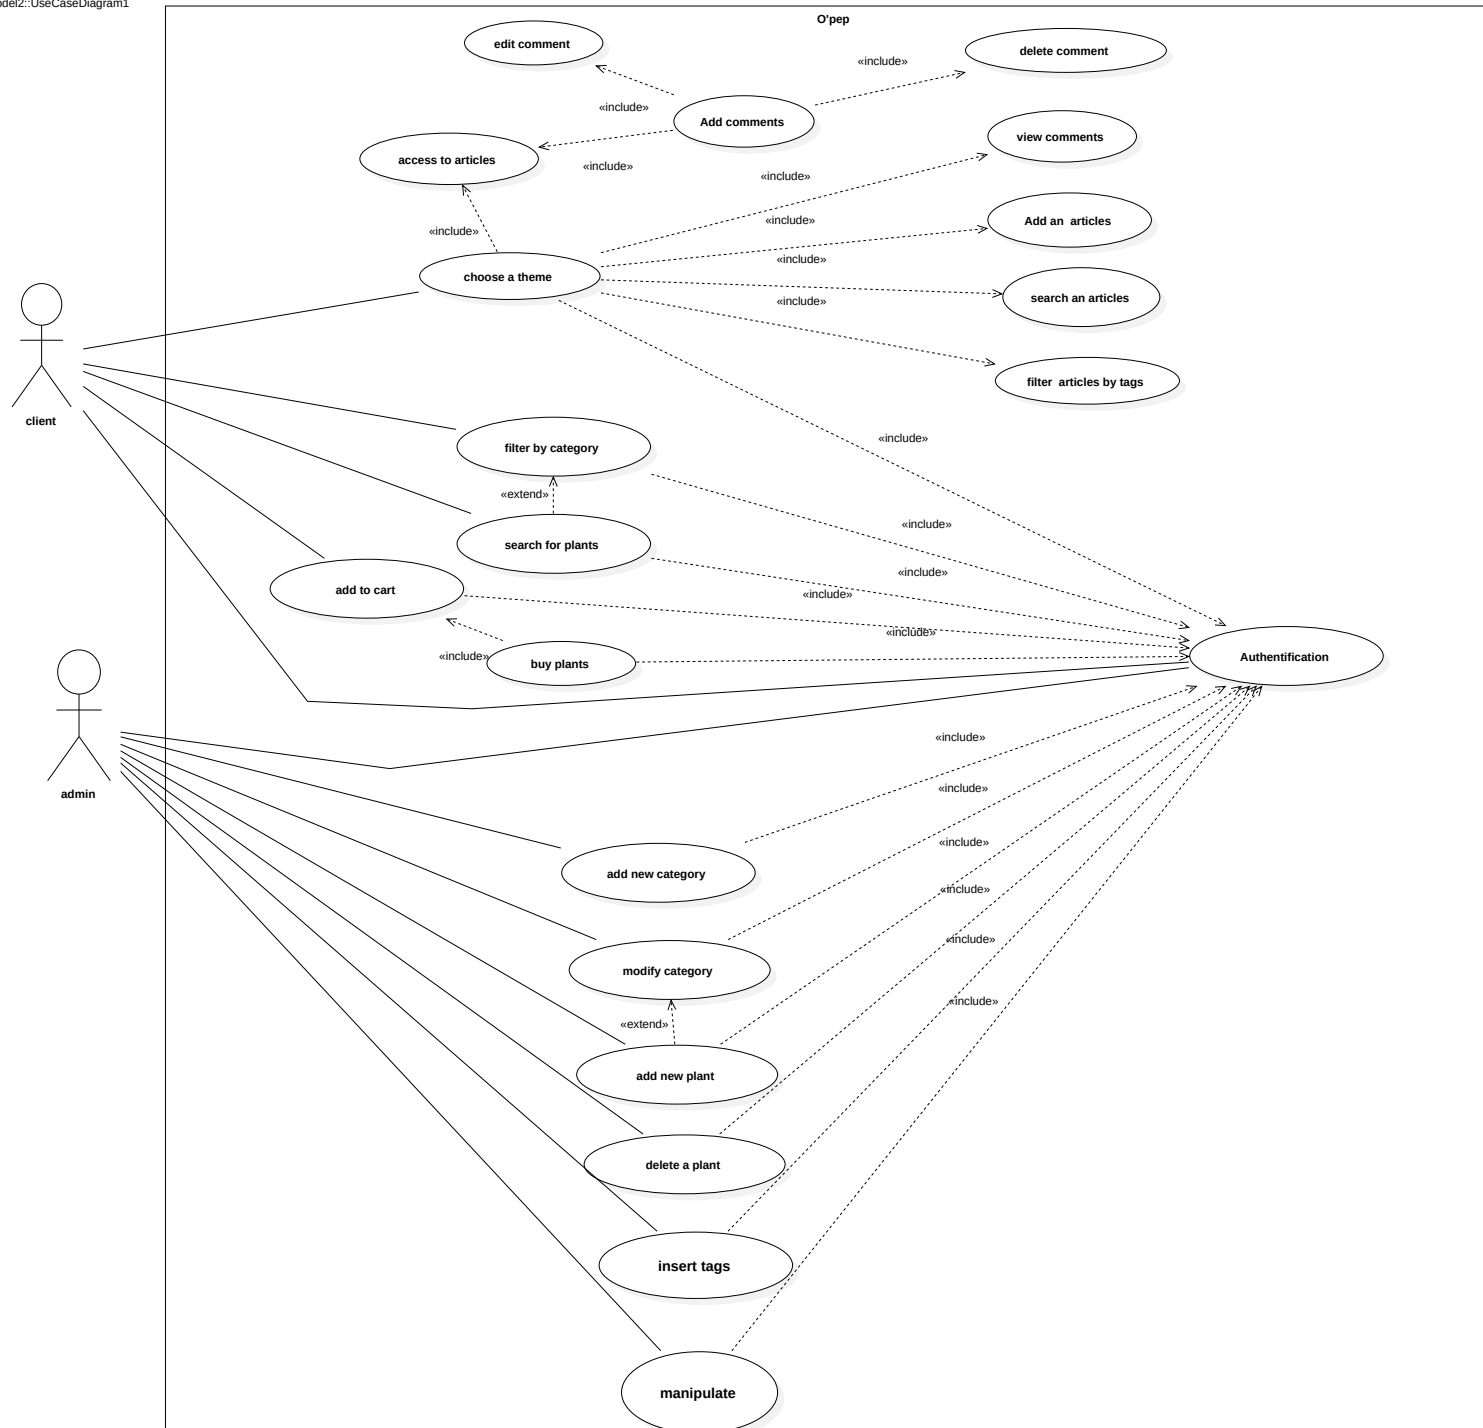 del2::UseCaseDiagram1
O'pep
edit comment
delete comment
«include»
«include»
Add comments
view comments
access to articles
«include»
«include»
Add an  articles
«include»
«include»
«include»
choose a theme
search an articles
«include»
filter  articles by tags
client
«include»
filter by category
«extend»
«include»
search for plants
«include»
add to cart
«include»
«include»
«include»
buy plants
Authentification
«include»
admin
«include»
«include»
add new category
«include»
«include»
modify category
«include»
«extend»
add new plant
delete a plant
insert tags
manipulate